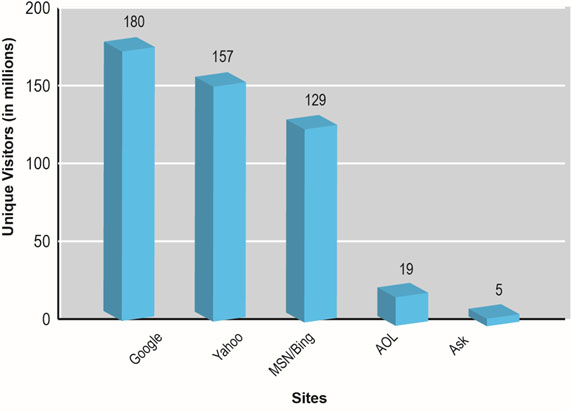 Unique Visitors (in millions)
200
150
100
50
0
180
157
129
19
5
Google
Yahoo
MSN/Bing
AOL
Ask
Sites